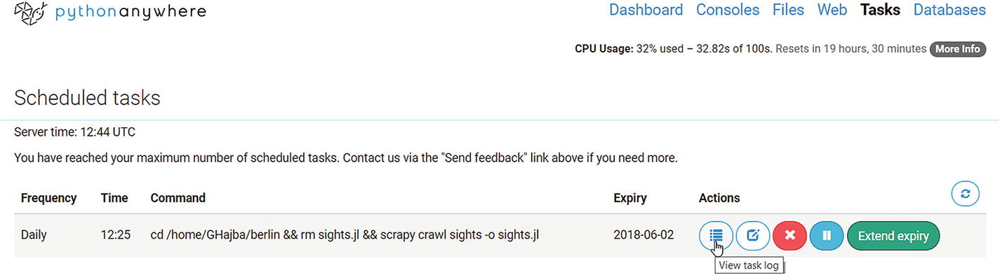 pythonanywhere
Dashboard Consoles Files Web Tasks Databases
CPU Usage: 32% used – 32.82s of 100s. Resets in 19 hours, 30 minutes More Info
Scheduled tasks
Server time: 12:44 UTC
You have reached your maximum number of scheduled tasks. Contact us via the "Send feedback" link above if you need more.
Frequency Time Command Expiry Actions
Daily 12:25 cd /home/GHajba/berlin && rm sights.jl && scrapy crawl sights -o sights.jl 2018-06-02 Extend expiry
View task log